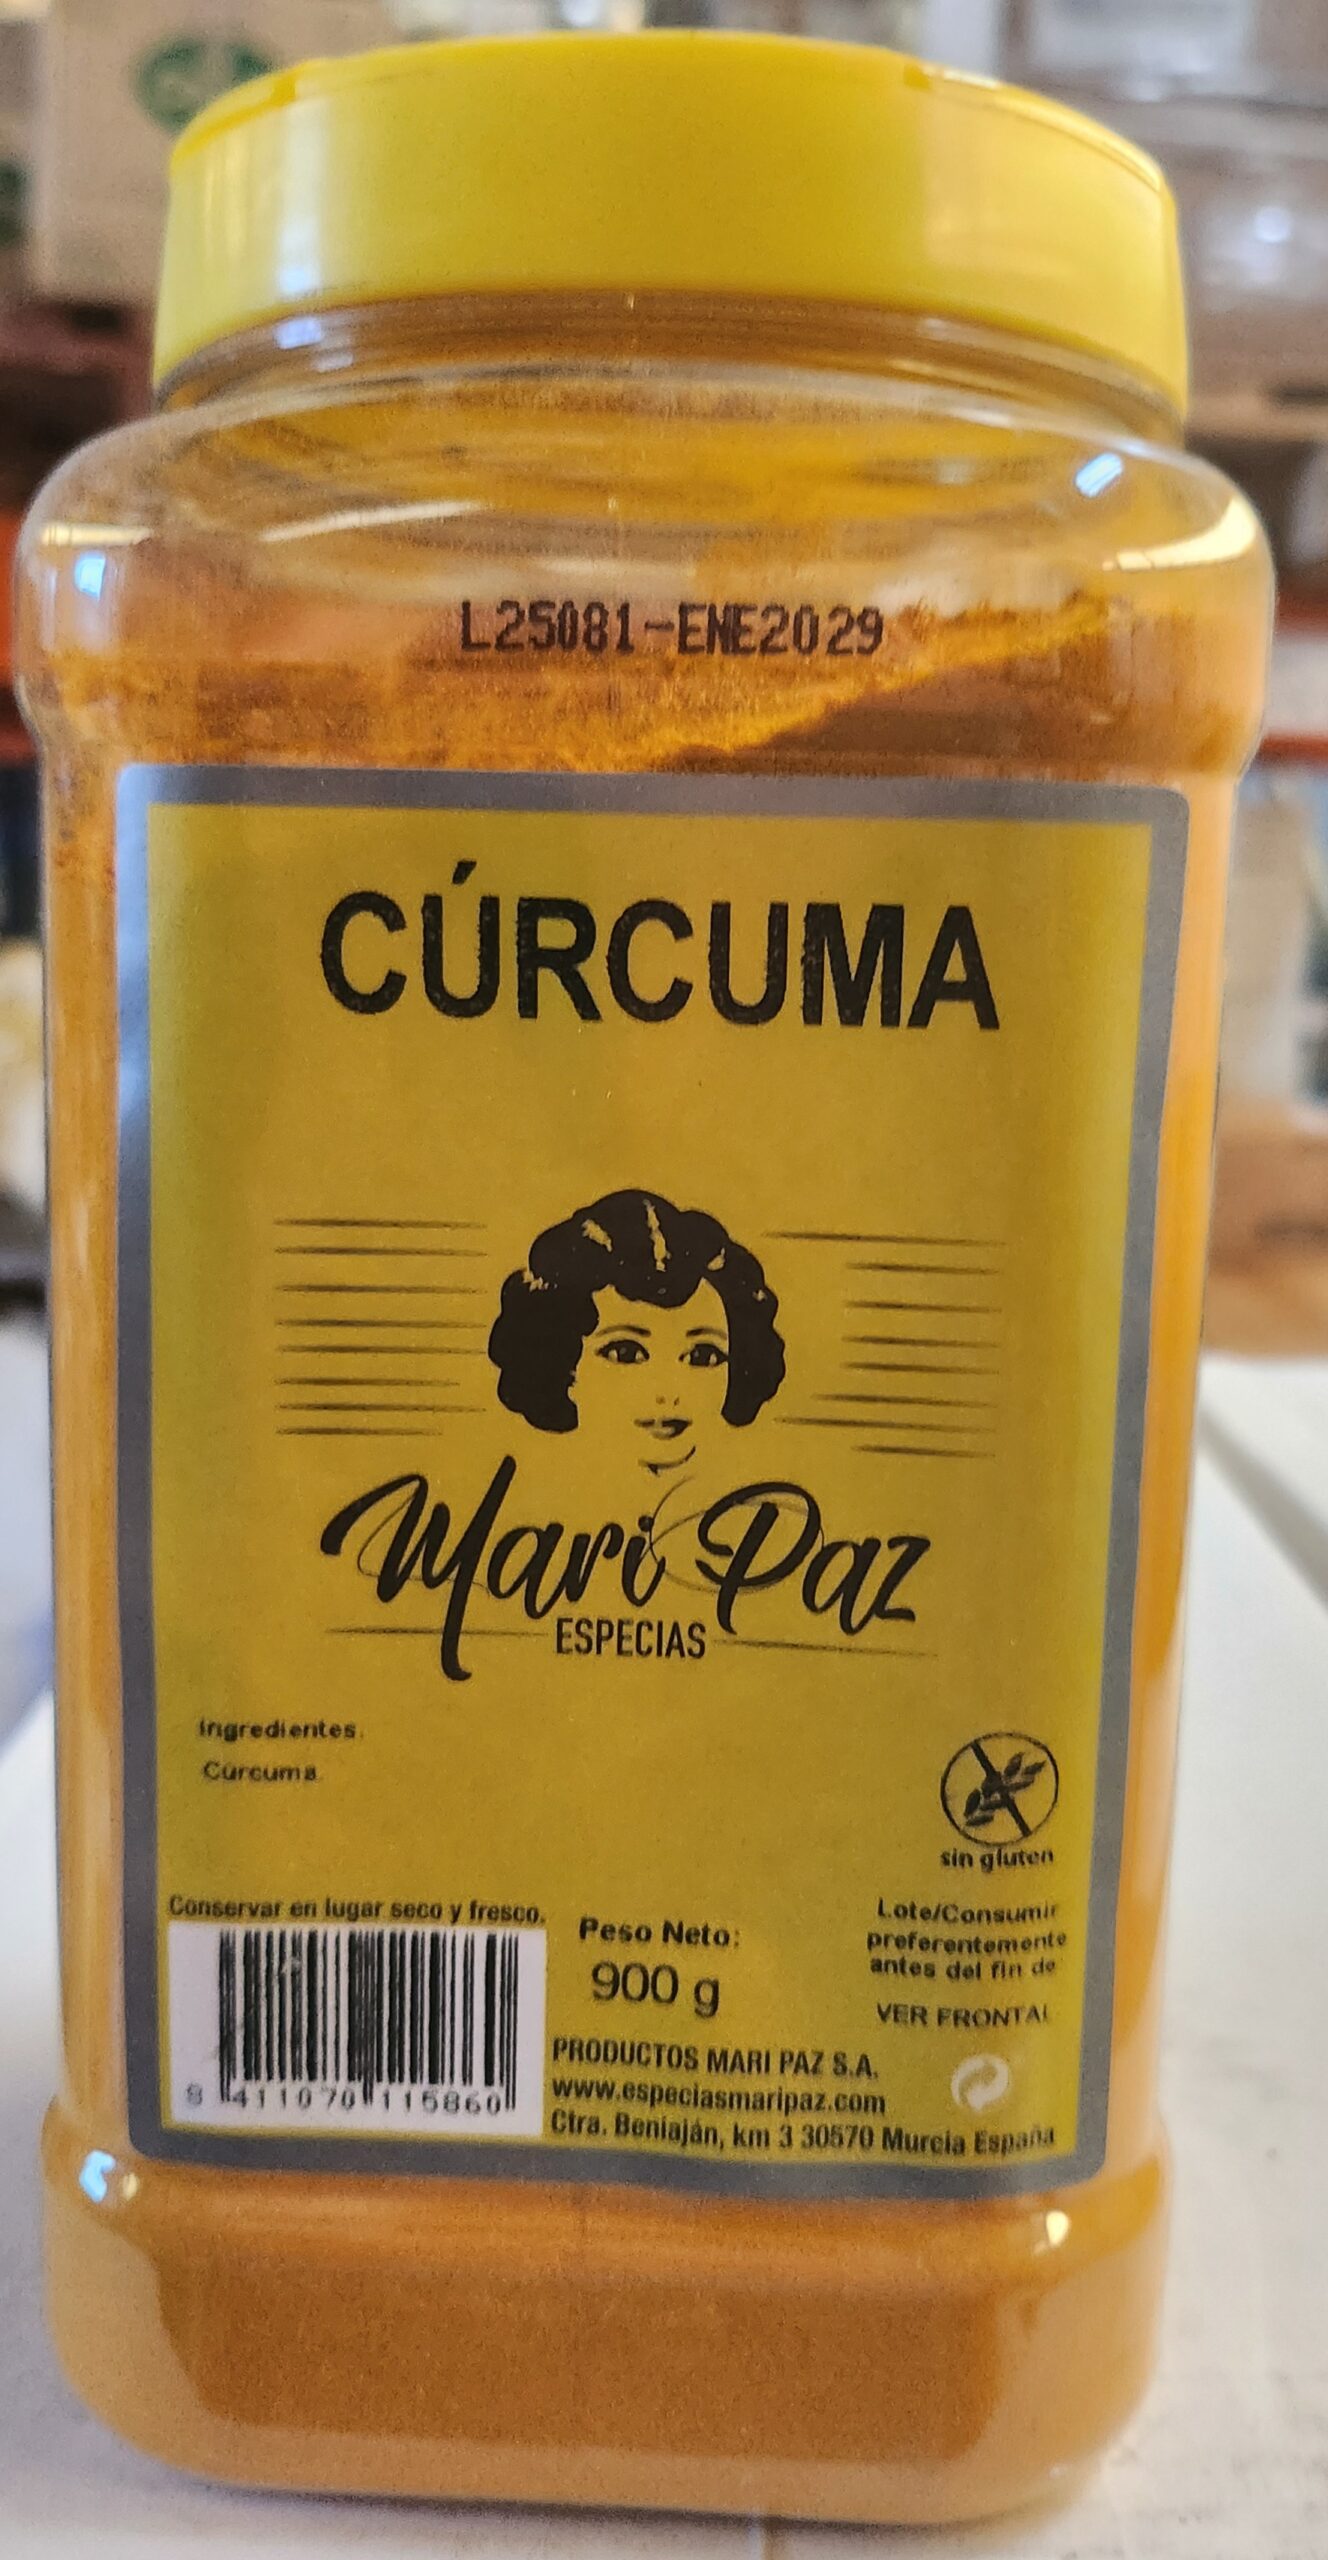 L25081-ENE2029
CÚRCUMA
Mari Paz
ESPECIAS
Ingredientes.
Cúrcuma.
sin gluten
Conservar en lugar seco y fresco.
Peso Neto:
900 g
Lote/Consumir
preferentemente
antes del fin de
VER FRONTAL
PRODUCTOS MARI PAZ S.A.
www.especiasmaripaz.com
Ctra. Beniaján, km 3 30570 Murcia España
8 411070 115860